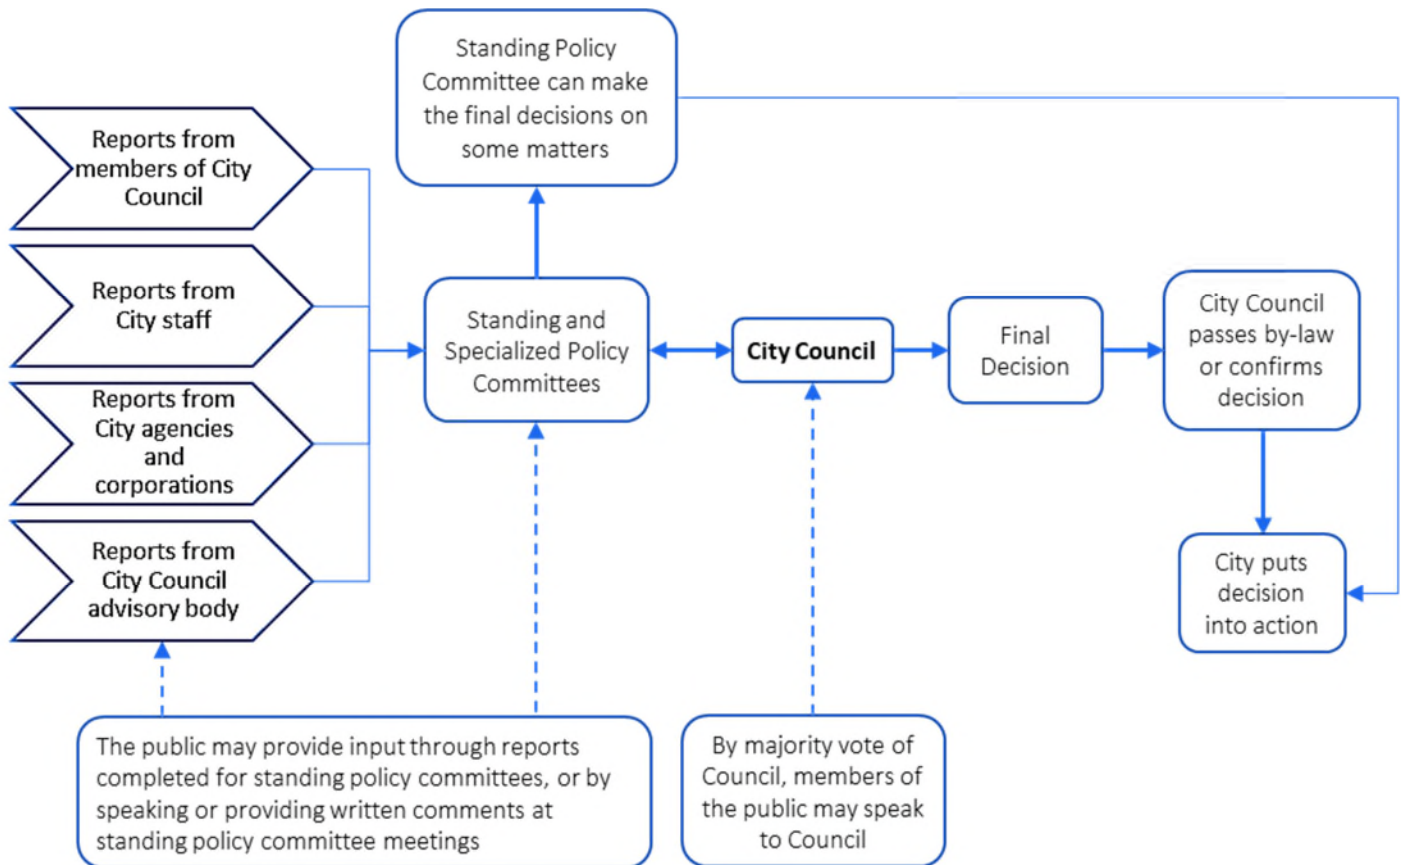 Standing Policy
Committee can make
the final decisions on
some matters
Reports from
members of City
Council
Reports from
City staff
Reports from
City agencies
and
corporations
Reports from
City Council
advisory body
Standing and
Specialized Policy
Committees
City Council
Final
Decision
City Council
passes by-law
or confirms
decision
City puts
decision
into action
The public may provide input through reports
completed for standing policy committees, or by
speaking or providing written comments at
standing policy committee meetings
By majority vote of
Council, members of
the public may speak
to Council